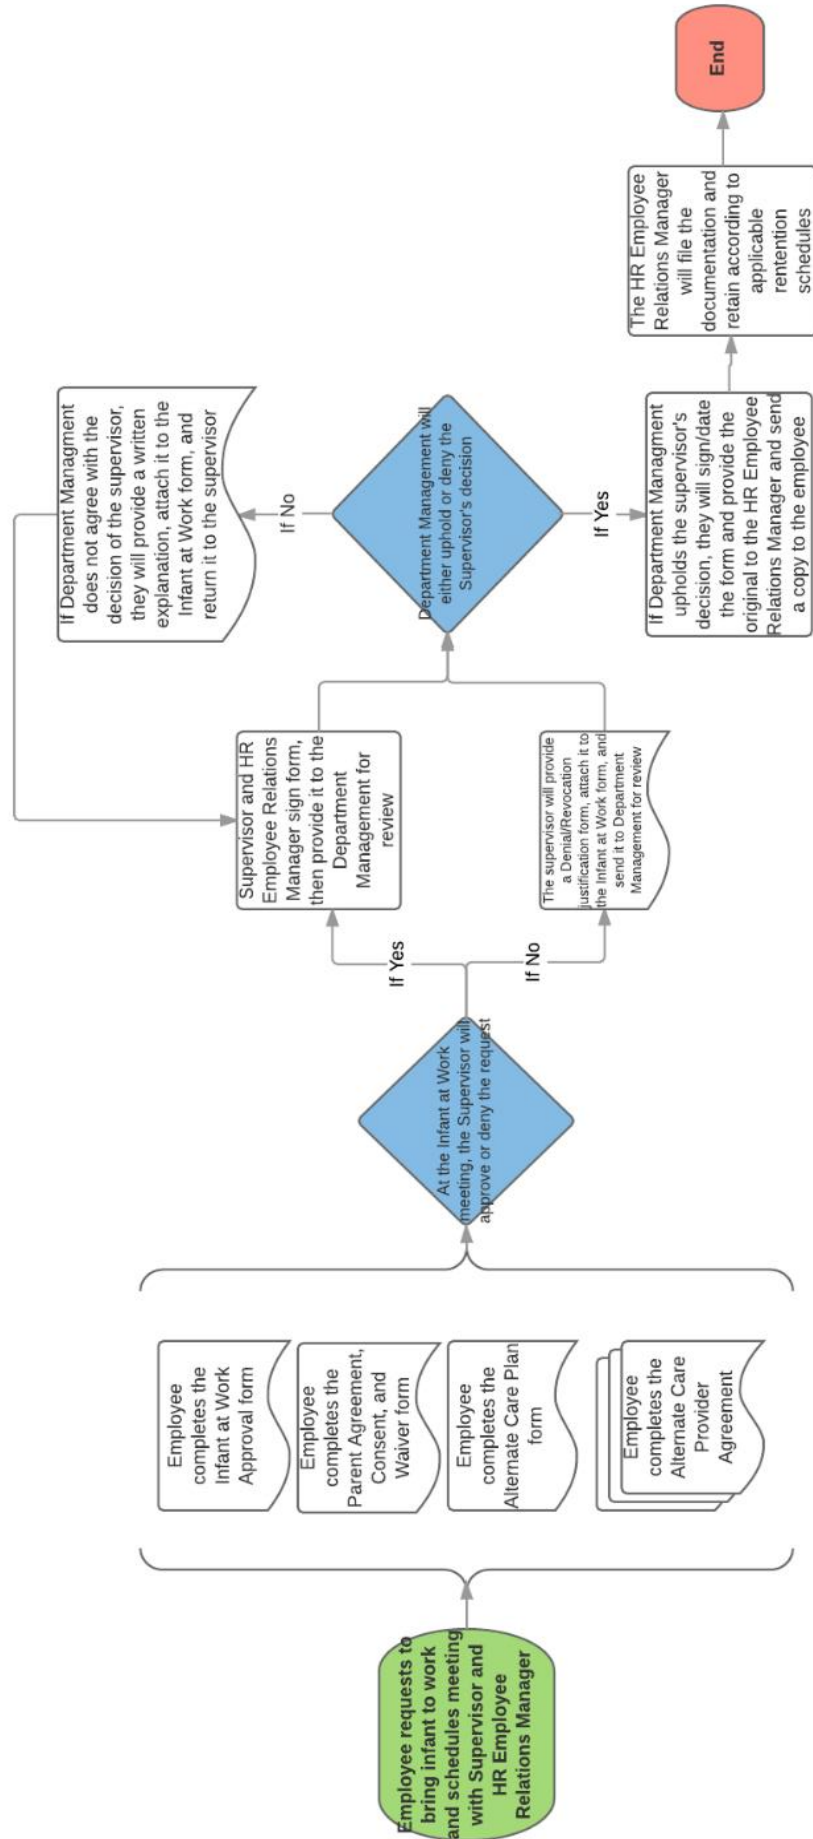 Employee requests to
bring infant to work
and schedules meeting
with Supervisor and
HR Employee
Relations Manager
Employee
completes the
Infant at Work
Approval form
Employee
completes the
Parent Agreement,
Consent, and
Waiver form
Employee
completes the
Alternate Care Plan
form
Employee
completes the
Alternate Care
Provider
Agreement
At the Infant at Work
meeting, the Supervisor will
approve or deny the request
If Yes
If No
Supervisor and HR
Employee Relations
Manager sign form,
then provide it to the
Department
Management for
review
The supervisor will provide
a Denial/Revocation
justification form, attach it to
the Infant at Work form, and
send it to Department
Management for review
Department Management will
either uphold or deny the
Supervisor's decision
If No
If Yes
If Department Managment
does not agree with the
decision of the supervisor,
they will provide a written
explanation, attach it to the
Infant at Work form, and
return it to the supervisor
If Department Managment
upholds the supervisor's
decision, they will sign/date
the form and provide the
original to the HR Employee
Relations Manager and send
a copy to the employee
The HR Employee
Relations Manager
will file the
documentation and
retain according to
applicable
rentention
schedules
End